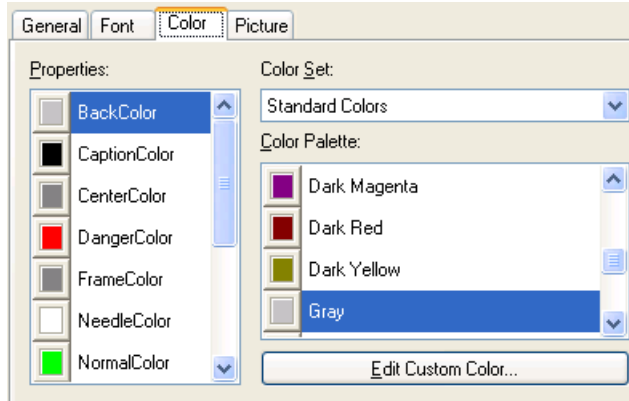 General Font Color Picture
Properties:
BackColor
CaptionColor
CenterColor
DangerColor
FrameColor
NeedleColor
NormalColor
Color Set:
Standard Colors
Color Palette:
Dark Magenta
Dark Red
Dark Yellow
Gray
Edit Custom Color...